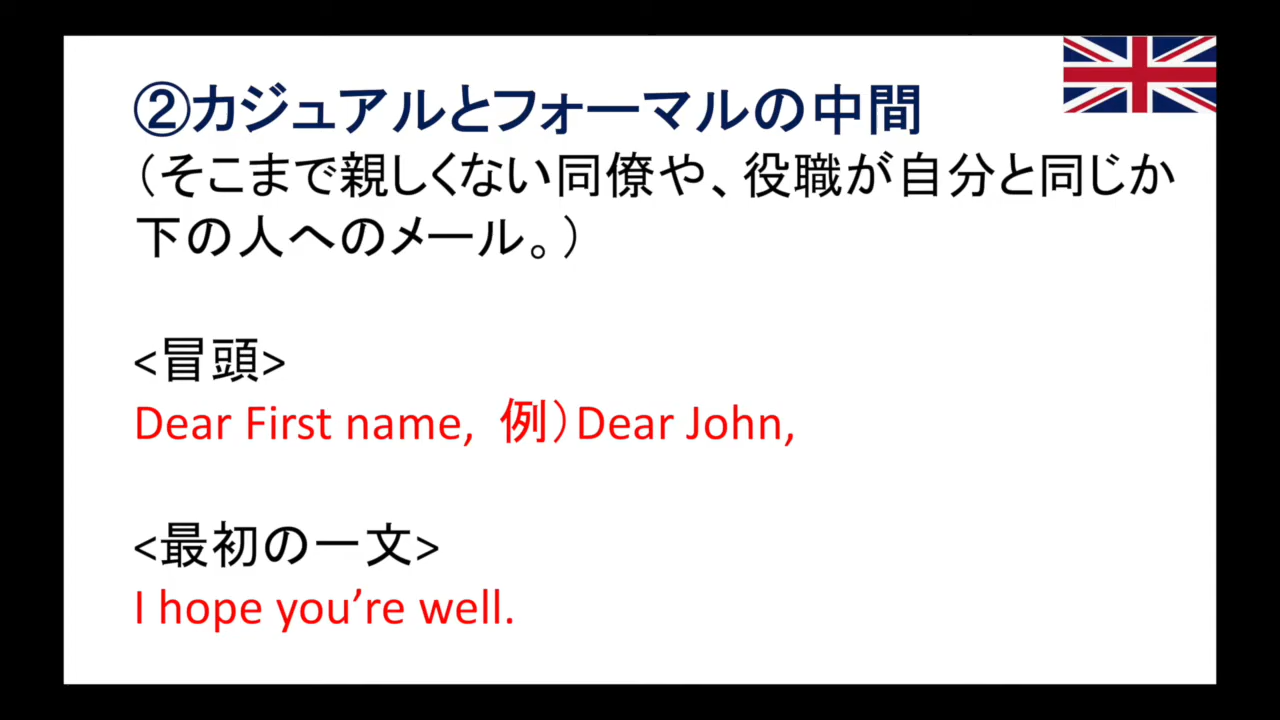 ②カジュアルとフォーマルの中間
（そこまで親しくない同僚や、役職が自分と同じか
下の人へのメール。）
<冒頭>
Dear First name,  例）Dear John,
<最初の一文>
I hope you’re well.